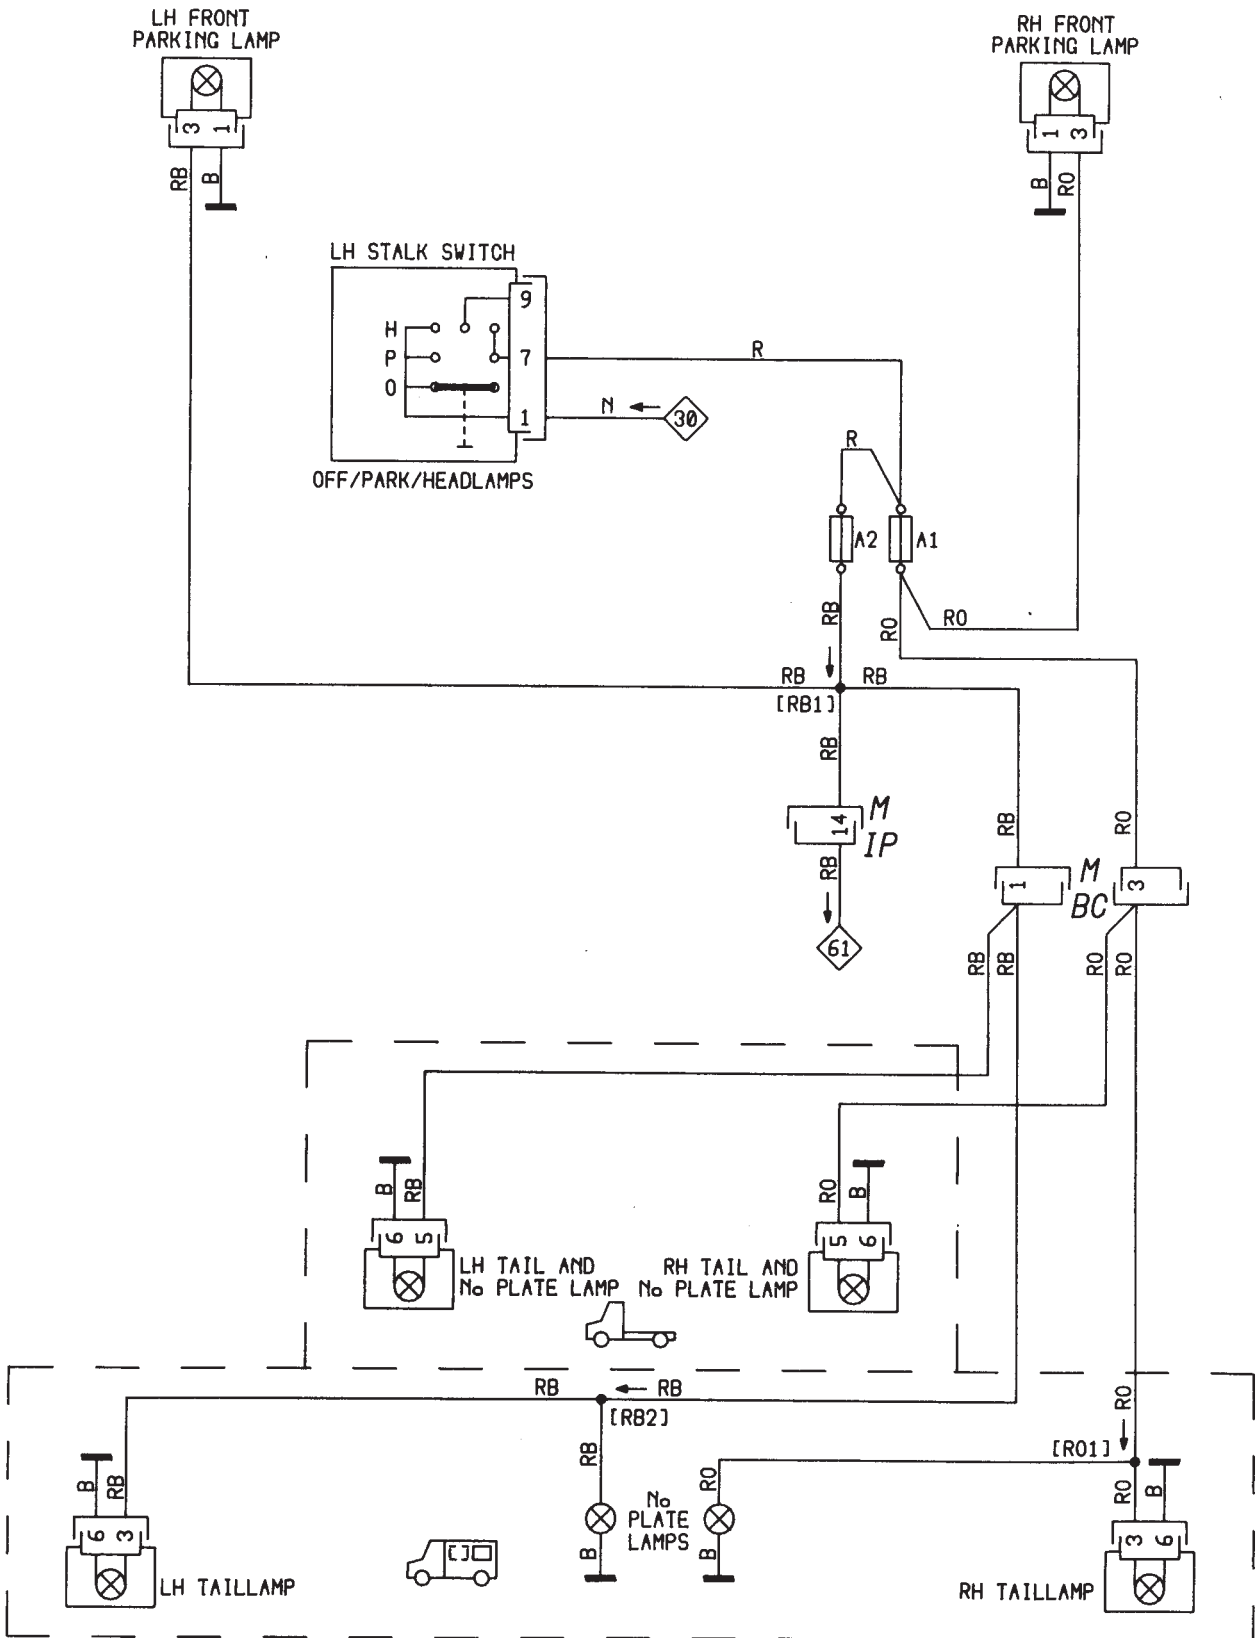 LH FRONT
PARKING LAMP
3 1
RB B
RH FRONT
PARKING LAMP
1 3
B RO
LH STALK SWITCH
9
H
P
7
R
O
1
N
30
OFF/PARK/HEADLAMPS
R
A2
A1
RB
RO
RO
RB
RB
[RB1]
RB
14
M
IP
RB
61
RB
RO
1
M
BC
3
RB RB
RO RO
B RB
6 5
RO B
5 6
LH TAIL AND
No PLATE LAMP
RH TAIL AND
No PLATE LAMP
RB
RB
[RB2]
RB
RO
[RO1]
B RB
6 3
LH TAILLAMP
No
PLATE
LAMPS
B
RO
B
RO B
3 6
RH TAILLAMP